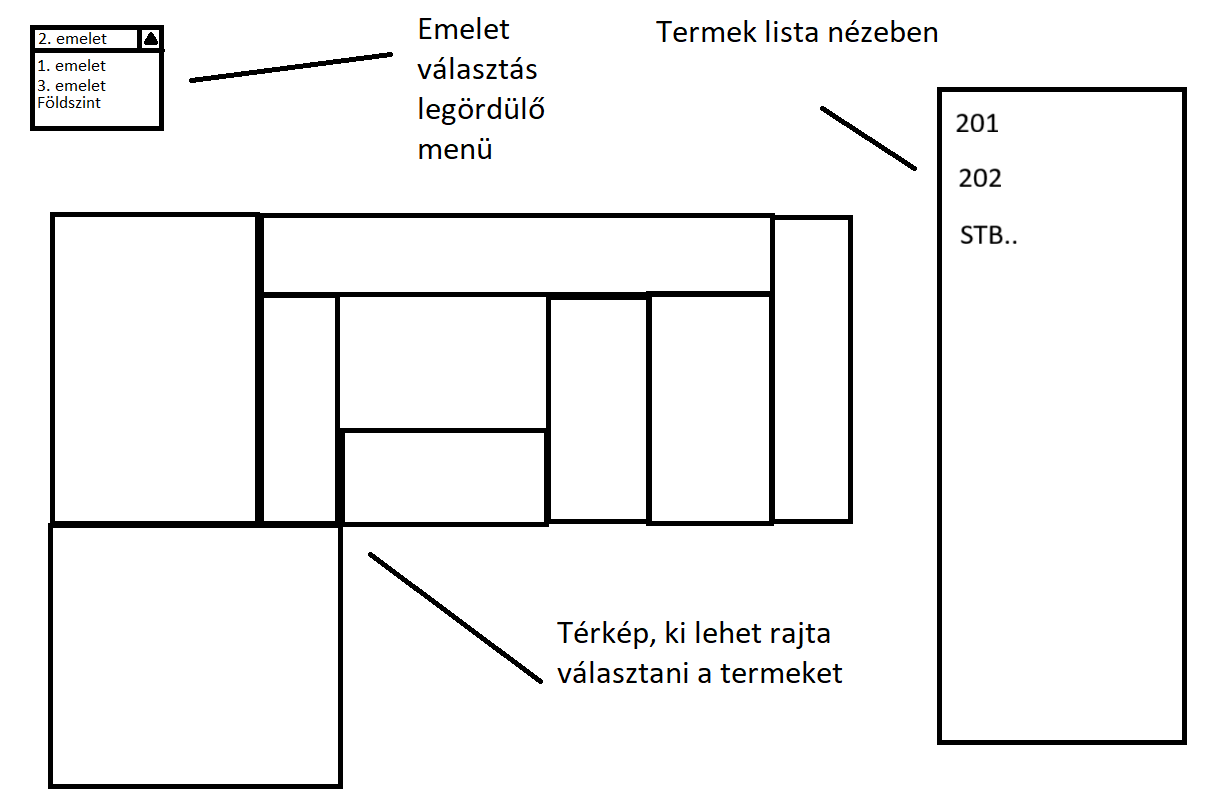 2. emelet
1. emelet
3. emelet
Földszint
Emelet
választás
legördülő
menü
Termek lista nézeben
201
202
STB..
Térkép, ki lehet rajta
választani a termeket